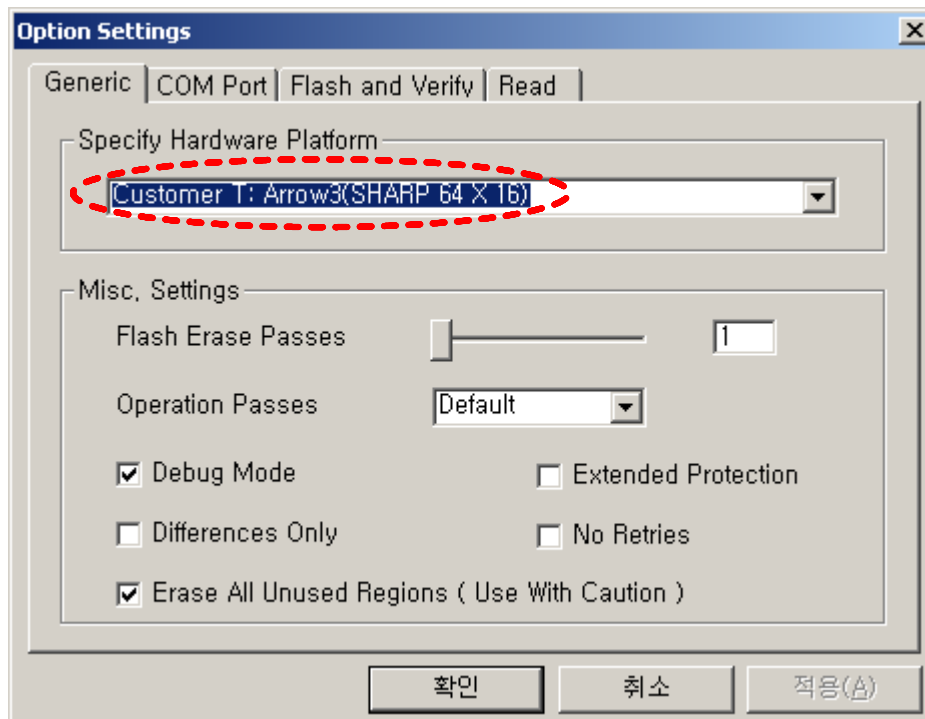 Option Settings
Generic COM Port Flash and Verify Read
Specify Hardware Platform
Customer T: Arrow3(SHARP 64 X 16)
Misc. Settings
Flash Erase Passes 1
Operation Passes Default
Debug Mode Extended Protection
Differences Only No Retries
Erase All Unused Regions ( Use With Caution )
확인 취소 적용(A)